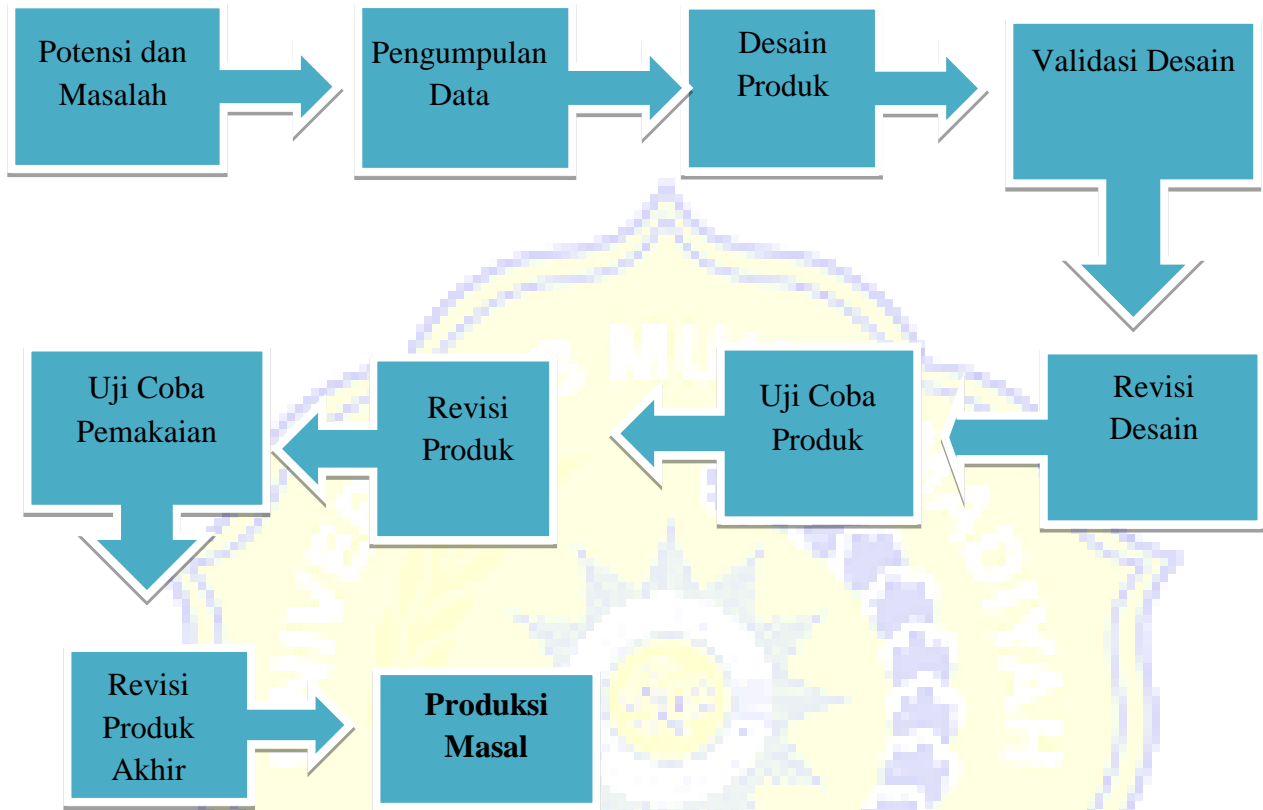 Potensi dan
Masalah
Pengumpulan
Data
Desain
Produk
Validasi Desain
Revisi
Desain
Uji Coba
Produk
Revisi
Produk
Uji Coba
Pemakaian
Revisi
Produk
Akhir
Produksi
Masal